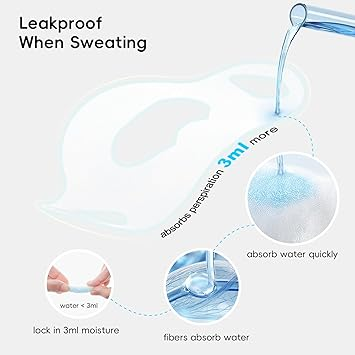 Leakproof
When Sweating
absorbs perspiration 3ml more
absorb water quickly
water < 3ml
lock in 3ml moisture
fibers absorb water